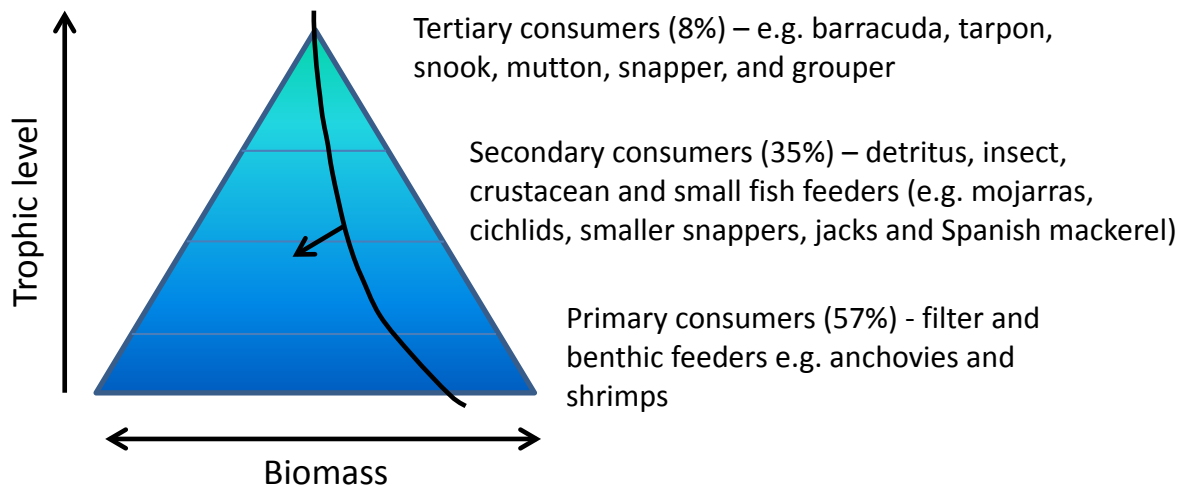 Trophic level
Tertiary consumers (8%) – e.g. barracuda, tarpon,
snook, mutton, snapper, and grouper
Secondary consumers (35%) – detritus, insect,
crustacean and small fish feeders (e.g. mojarras,
cichlids, smaller snappers, jacks and Spanish mackerel)
Primary consumers (57%) - filter and
benthic feeders e.g. anchovies and
shrimps
Biomass